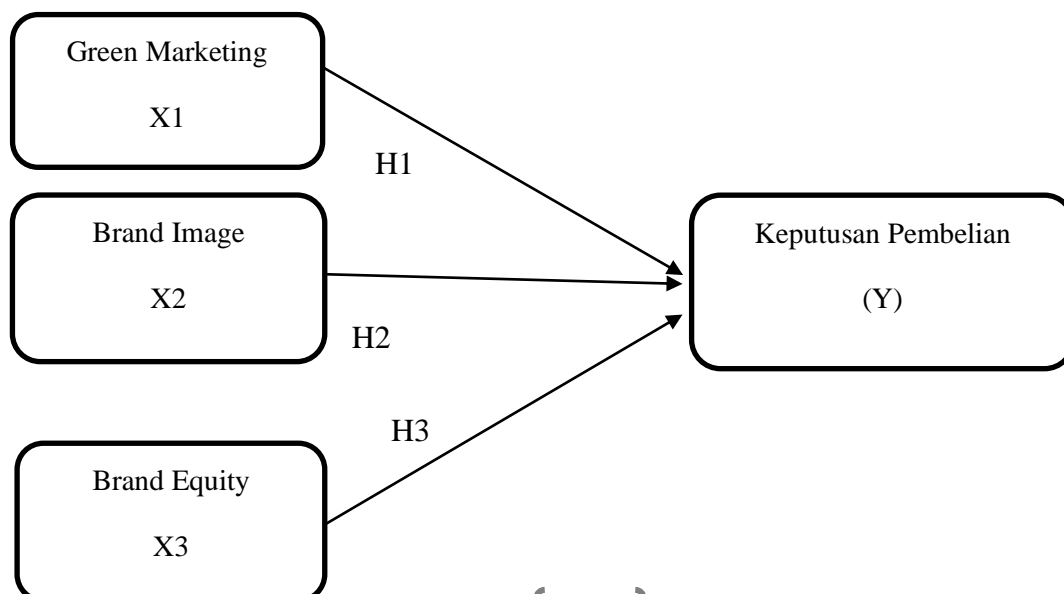 Green Marketing
X1
H1
Brand Image
X2
H2
Keputusan Pembelian
(Y)
H3
Brand Equity
X3